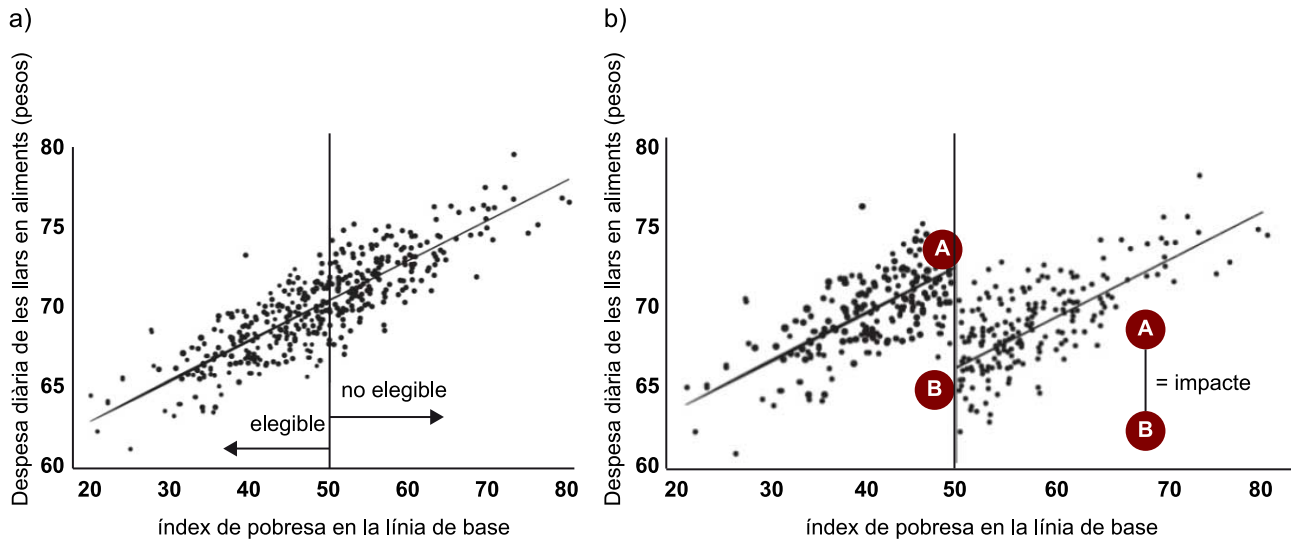 a)
Despesa diària de les llars en aliments (pesos)
80
75
70
65
60
no elegible
elegible
20 30 40 50 60 70 80
índex de pobresa en la línia de base
b)
Despesa diària de les llars en aliments (pesos)
80
75
70
65
60
A
B
A
= impacte
B
20 30 40 50 60 70 80
índex de pobresa en la línia de base